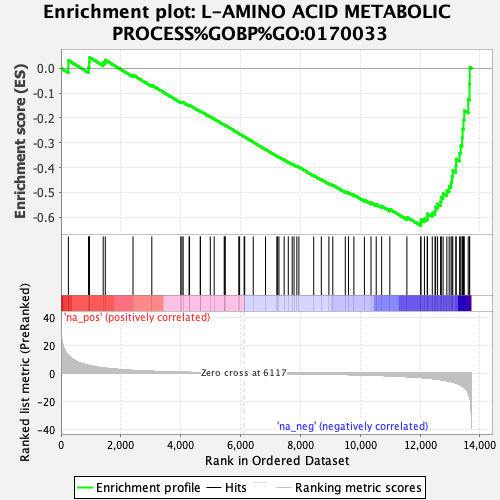 Enrichment plot: L-AMINO ACID METABOLIC
PROCESS%GOBP%GO:0170033
Enrichment score (ES)
0.0
-0.1
-0.2
-0.3
-0.4
-0.5
-0.6
'na_pos' (positively correlated)
Ranked list metric (PreRanked)
40
20
0
-20
-40
Zero cross at 6117
'na_neg' (negatively correlated)
0
2,000
4,000
6,000
8,000
10,000
12,000
14,000
Rank in Ordered Dataset
Enrichment profile
Hits
Ranking metric scores